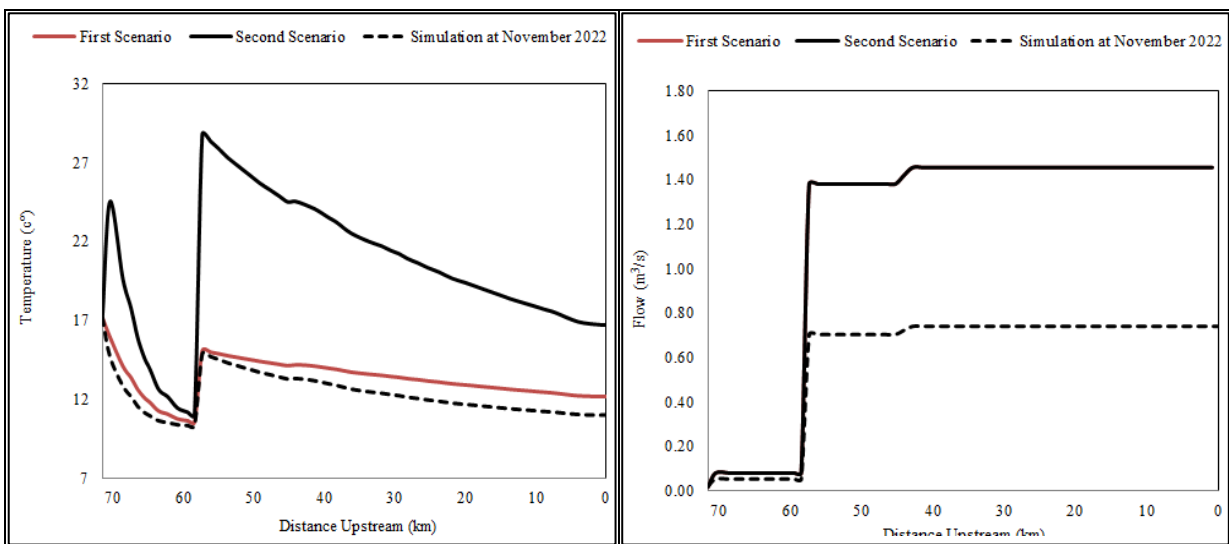 First Scenario Second Scenario Simulation at November 2022
32
27
22
17
12
7
Temperature (c°)
70 60 50 40 30 20 10 0
Distance Upstream (km)
First Scenario Second Scenario Simulation at November 2022
1.80
1.60
1.40
1.20
1.00
0.80
0.60
0.40
0.20
0.00
Flow (m³/s)
70 60 50 40 30 20 10 0
Distance Upstream (km)